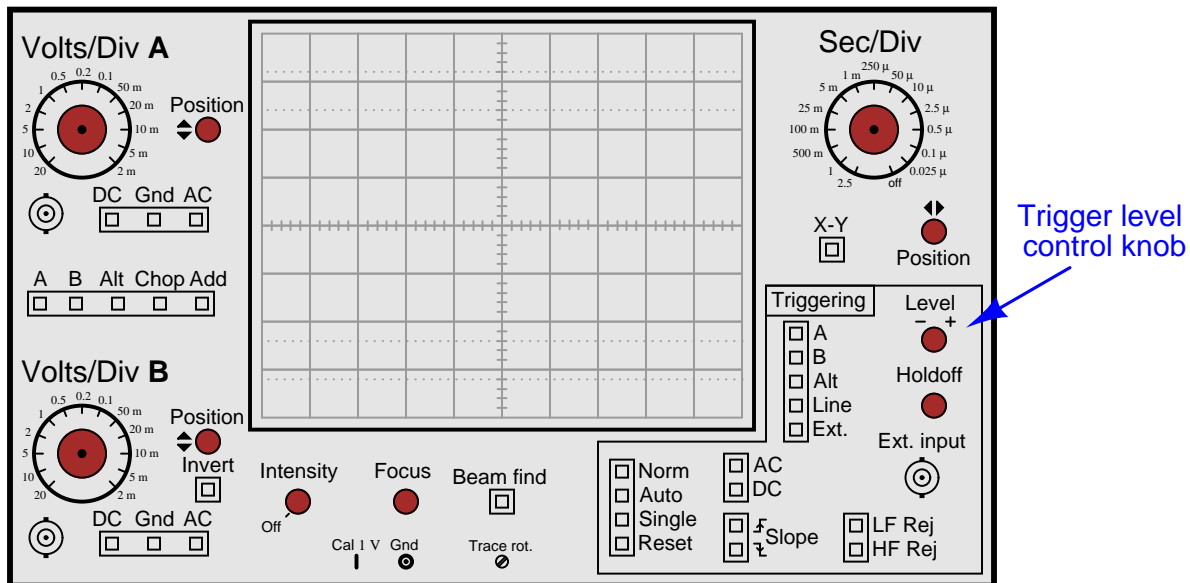 Volts/Div A
0.5 0.2 0.1
1 50 m
2 20 m
5 10 m
10 5 m
20 2 m
Position
DC Gnd AC
A B Alt Chop Add
Volts/Div B
0.5 0.2 0.1
1 50 m
2 20 m
5 10 m
10 5 m
20 2 m
Position
Invert
DC Gnd AC
Intensity
Off
Focus
Beam find
Cal 1 V Gnd
Trace rot.
Sec/Div
250 µ
1 m 50 µ
5 m 10 µ
25 m 2.5 µ
100 m 0.5 µ
500 m 0.1 µ
1 0.025 µ
2.5 off
X-Y
Position
Triggering
A
B
Alt
Line
Ext.
Level
− +
Holdoff
Ext. input
Norm
Auto
Single
Reset
AC
DC
Slope
LF Rej
HF Rej
Trigger level
control knob